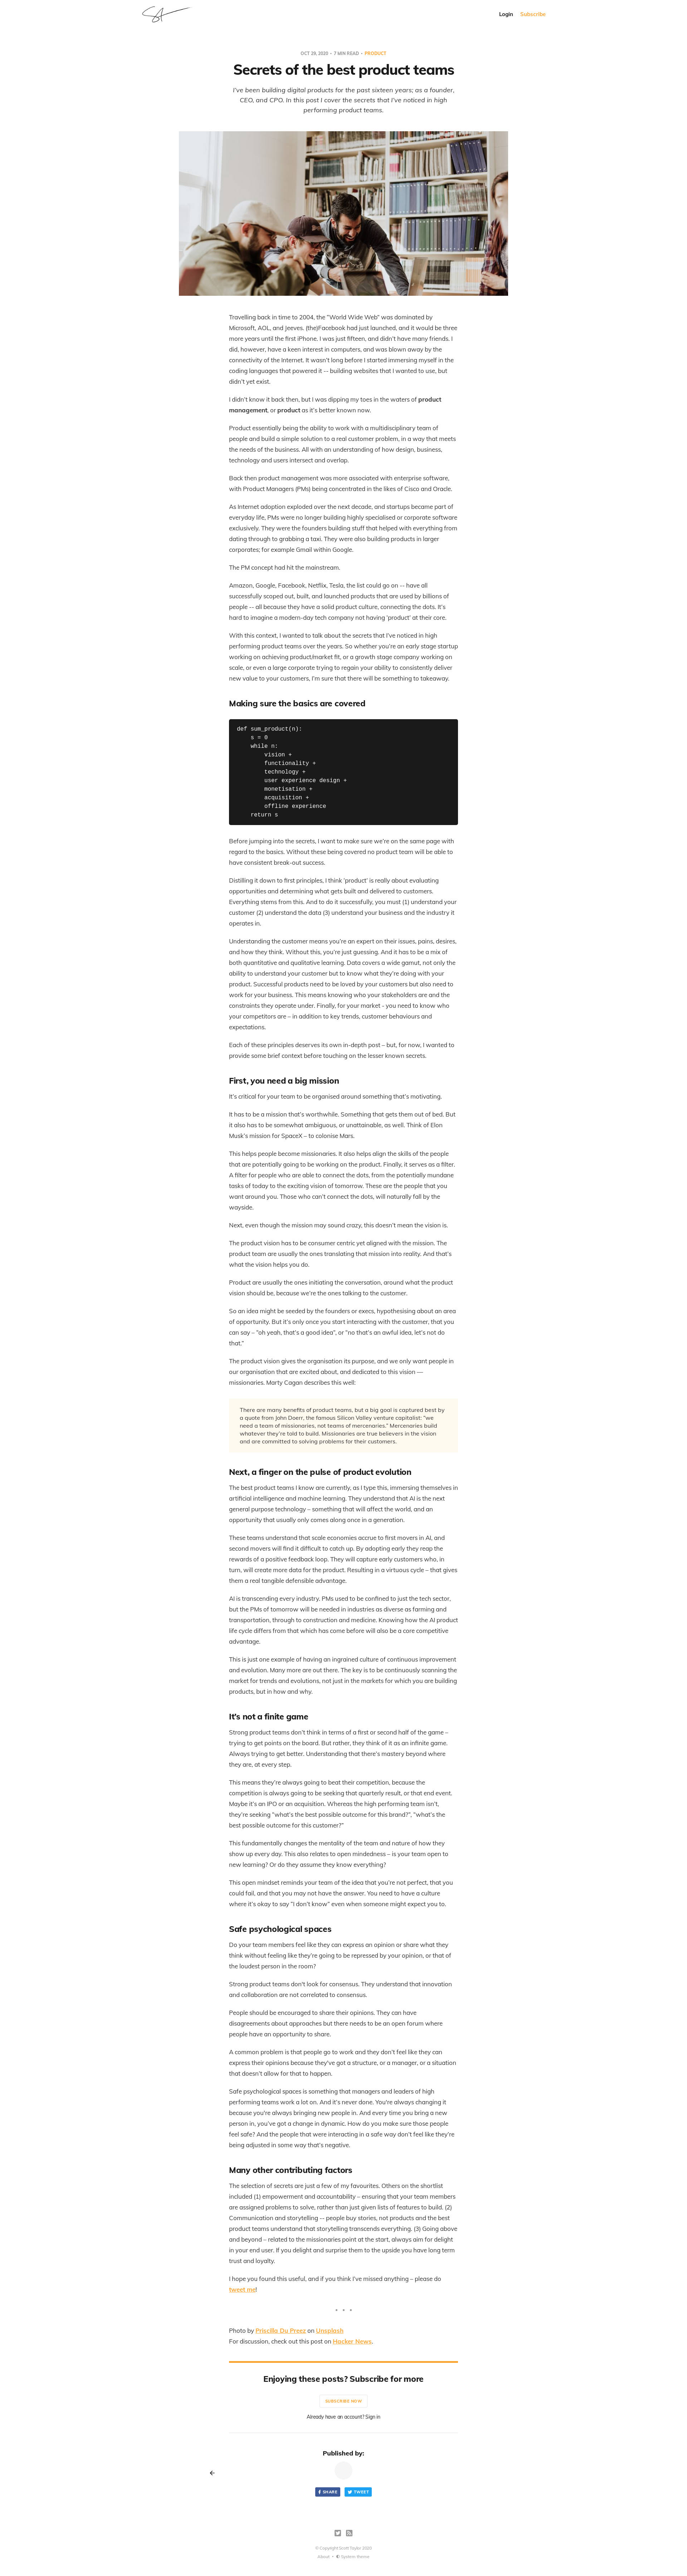 Login Subscribe
OCT 20, 2020 • 7 MIN READ • PRODUCT
Secrets of the best product teams
I've been building digital products for the past sixteen years; as a founder,
CEO, and CPO. In this post I cover the secrets that I've noticed in high
performing product teams.
Travelling back in time to 2004, the "World Wide Web" was dominated by
Microsoft, AOL, and Jeeves. (the)Facebook had just launched, and it would be three
more years until the first iPhone. I was just fifteen, and didn't have many friends. I
did, however, have a keen interest in computers, and was blown away by the
connectivity of the Internet. It wasn't long before I started immersing myself in the
coding languages that powered it -- building websites that I wanted to use, but
didn't yet exist.
I didn't know it back then, but I was dipping my toes in the waters of product
management, or product as it's better known now.
Product essentially being the ability to work with a multidisciplinary team of
people and build a simple solution to a real customer problem, in a way that meets
the needs of the business. All with an understanding of how design, business,
technology and users intersect and overlap.
Back then product management was more associated with enterprise software,
with Product Managers (PMs) being concentrated in the likes of Cisco and Oracle.
As Internet adoption exploded over the next decade, and startups became part of
everyday life, PMs were no longer building highly specialised or corporate software
exclusively. They were the founders building stuff that helped with everything from
dating through to grabbing a taxi. They were also building products in larger
corporates; for example Gmail within Google.
The PM concept had hit the mainstream.
Amazon, Google, Facebook, Netflix, Tesla, the list could go on -- have all
successfully scoped out, built, and launched products that are used by billions of
people -- all because they have a solid product culture, connecting the dots. It's
hard to imagine a modern-day tech company not having 'product' at their core.
With this context, I wanted to talk about the secrets that I've noticed in high
performing product teams over the years. So whether you're an early stage startup
working on achieving product/market fit, or a growth stage company working on
scale, or even a large corporate trying to regain your ability to consistently deliver
new value to your customers, I'm sure that there will be something to takeaway.
Making sure the basics are covered
def sum_product(n):
s = 0
while n:
vision +
functionality +
technology +
user experience design +
monetisation +
acquisition +
offline experience
return s
Before jumping into the secrets, I want to make sure we're on the same page with
regard to the basics. Without these being covered no product team will be able to
have consistent break-out success.
Distilling it down to first principles, I think 'product' is really about evaluating
opportunities and determining what gets built and delivered to customers.
Everything stems from this. And to do it successfully, you must (1) understand your
customer (2) understand the data (3) understand your business and the industry it
operates in.
Understanding the customer means you're an expert on their issues, pains, desires,
and how they think. Without this, you're just guessing. And it has to be a mix of
both quantitative and qualitative learning. Data covers a wide gamut, not only the
ability to understand your customer but to know what they're doing with your
product. Successful products need to be loved by your customers but also need to
work for your business. This means knowing who your stakeholders are and the
constraints they operate under. Finally, for your market - you need to know who
your competitors are – in addition to key trends, customer behaviours and
expectations.
Each of these principles deserves its own in-depth post – but, for now, I wanted to
provide some brief context before touching on the lesser known secrets.
First, you need a big mission
It's critical for your team to be organised around something that's motivating.
It has to be a mission that's worthwhile. Something that gets them out of bed. But
it also has to be somewhat ambiguous, or unattainable, as well. Think of Elon
Musk's mission for SpaceX – to colonise Mars.
This helps people become missionaries. It also helps align the skills of the people
that are potentially going to be working on the product. Finally, it serves as a filter.
A filter for people who are able to connect the dots, from the potentially mundane
tasks of today to the exciting vision of tomorrow. These are the people that you
want around you. Those who can't connect the dots, will naturally fall by the
wayside.
Next, even though the mission may sound crazy, this doesn't mean the vision is.
The product vision has to be consumer centric yet aligned with the mission. The
product team are usually the ones translating that mission into reality. And that's
what the vision helps you do.
Product are usually the ones initiating the conversation, around what the product
vision should be, because we're the ones talking to the customer.
So an idea might be seeded by the founders or execs, hypothesising about an area
of opportunity. But it's only once you start interacting with the customer, that you
can say – "oh yeah, that's a good idea", or "no that's an awful idea, let's not do
that."
The product vision gives the organisation its purpose, and we only want people in
our organisation that are excited about, and dedicated to this vision —
missionaries. Marty Cagan describes this well:
There are many benefits of product teams, but a big goal is captured best by
a quote from John Doerr, the famous Silicon Valley venture capitalist: "we
need a team of missionaries, not teams of mercenaries." Mercenaries build
whatever they're told to build. Missionaries are true believers in the vision
and are committed to solving problems for their customers.
Next, a finger on the pulse of product evolution
The best product teams I know are currently, as I type this, immersing themselves in
artificial intelligence and machine learning. They understand that AI is the next
general purpose technology – something that will affect the world, and an
opportunity that usually only comes along once in a generation.
These teams understand that scale economies accrue to first movers in AI, and
second movers will find it difficult to catch up. By adopting early they reap the
rewards of a positive feedback loop. They will capture early customers who, in
turn, will create more data for the product. Resulting in a virtuous cycle – that gives
them a real tangible defensible advantage.
AI is transcending every industry. PMs used to be confined to just the tech sector,
but the PMs of tomorrow will be needed in industries as diverse as farming and
transportation, through to construction and medicine. Knowing how the AI product
life cycle differs from that which has come before will also be a core competitive
advantage.
This is just one example of having an ingrained culture of continuous improvement
and evolution. Many more are out there. The key is to be continuously scanning the
market for trends and evolutions, not just in the markets for which you are building
products, but in how and why.
It's not a finite game
Strong product teams don't think in terms of a first or second half of the game –
trying to get points on the board. But rather, they think of it as an infinite game.
Always trying to get better. Understanding that there's mastery beyond where
they are, at every step.
This means they're always going to beat their competition, because the
competition is always going to be seeking that quarterly result, or that end event.
Maybe it's an IPO or an acquisition. Whereas the high performing team isn't,
they're seeking "what's the best possible outcome for this brand?", "what's the
best possible outcome for this customer?"
This fundamentally changes the mentality of the team and nature of how they
show up every day. This also relates to open mindedness – is your team open to
new learning? Or do they assume they know everything?
This open mindset reminds your team of the idea that you're not perfect, that you
could fail, and that you may not have the answer. You need to have a culture
where it's okay to say "I don't know" even when someone might expect you to.
Safe psychological spaces
Do your team members feel like they can express an opinion or share what they
think without feeling like they're going to be repressed by your opinion, or that of
the loudest person in the room?
Strong product teams don't look for consensus. They understand that innovation
and collaboration are not correlated to consensus.
People should be encouraged to share their opinions. They can have
disagreements about approaches but there needs to be an open forum where
people have an opportunity to share.
A common problem is that people go to work and they don't feel like they can
express their opinions because they've got a structure, or a manager, or a situation
that doesn't allow for that to happen.
Safe psychological spaces is something that managers and leaders of high
performing teams work a lot on. And it's never done. You're always changing it
because you're always bringing new people in. And every time you bring a new
person in, you've got a change in dynamic. How do you make sure those people
feel safe? And the people that were interacting in a safe way don't feel like they're
being adjusted in some way that's negative.
Many other contributing factors
The selection of secrets are just a few of my favourites. Others on the shortlist
included (1) empowerment and accountability – ensuring that your team members
are assigned problems to solve, rather than just given lists of features to build. (2)
Communication and storytelling -- people buy stories, not products and the best
product teams understand that storytelling transcends everything. (3) Going above
and beyond – related to the missionaries point at the start, always aim for delight
in your end user. If you delight and surprise them to the upside you have long term
trust and loyalty.
I hope you found this useful, and if you think I've missed anything – please do
tweet me!
Photo by Priscilla Du Preez on Unsplash
For discussion, check out this post on Hacker News.
Enjoying these posts? Subscribe for more
SUBSCRIBE NOW
Already have an account? Sign in
Published by:
SHARE TWEET
© Copyright Scott Taylor 2020
About • System theme